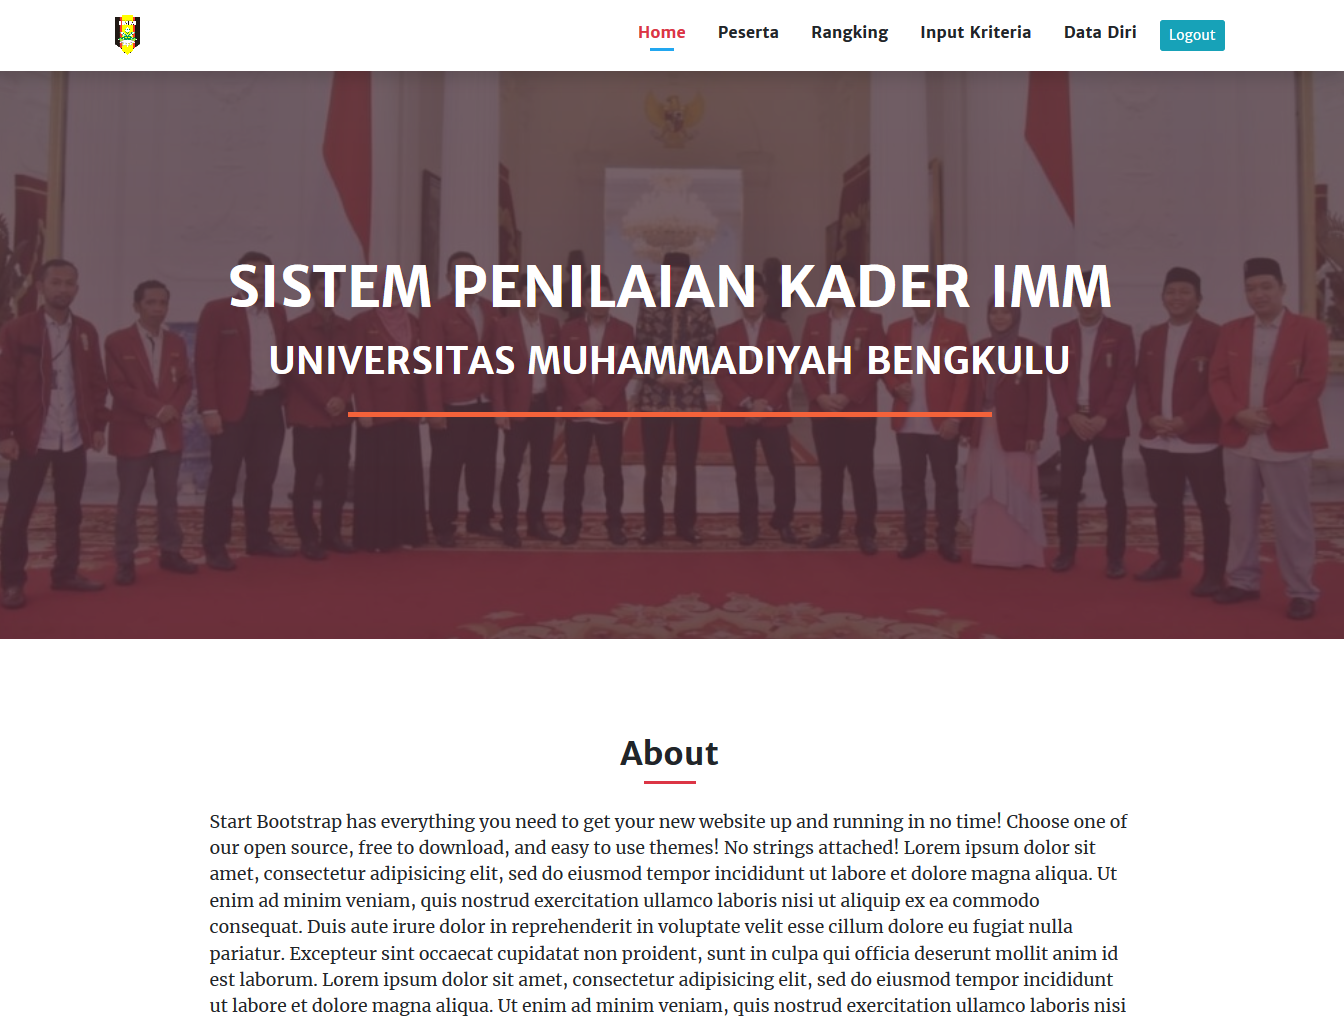 Home Peserta Rangking Input Kriteria Data Diri Logout
SISTEM PENILAIAN KADER IMM
UNIVERSITAS MUHAMMADIYAH BENGKULU
About
Start Bootstrap has everything you need to get your new website up and running in no time! Choose one of
our open source, free to download, and easy to use themes! No strings attached! Lorem ipsum dolor sit
amet, consectetur adipisicing elit, sed do eiusmod tempor incididunt ut labore et dolore magna aliqua. Ut
enim ad minim veniam, quis nostrud exercitation ullamco laboris nisi ut aliquip ex ea commodo
consequat. Duis aute irure dolor in reprehenderit in voluptate velit esse cillum dolore eu fugiat nulla
pariatur. Excepteur sint occaecat cupidatat non proident, sunt in culpa qui officia deserunt mollit anim id
est laborum. Lorem ipsum dolor sit amet, consectetur adipisicing elit, sed do eiusmod tempor incididunt
ut labore et dolore magna aliqua. Ut enim ad minim veniam, quis nostrud exercitation ullamco laboris nisi